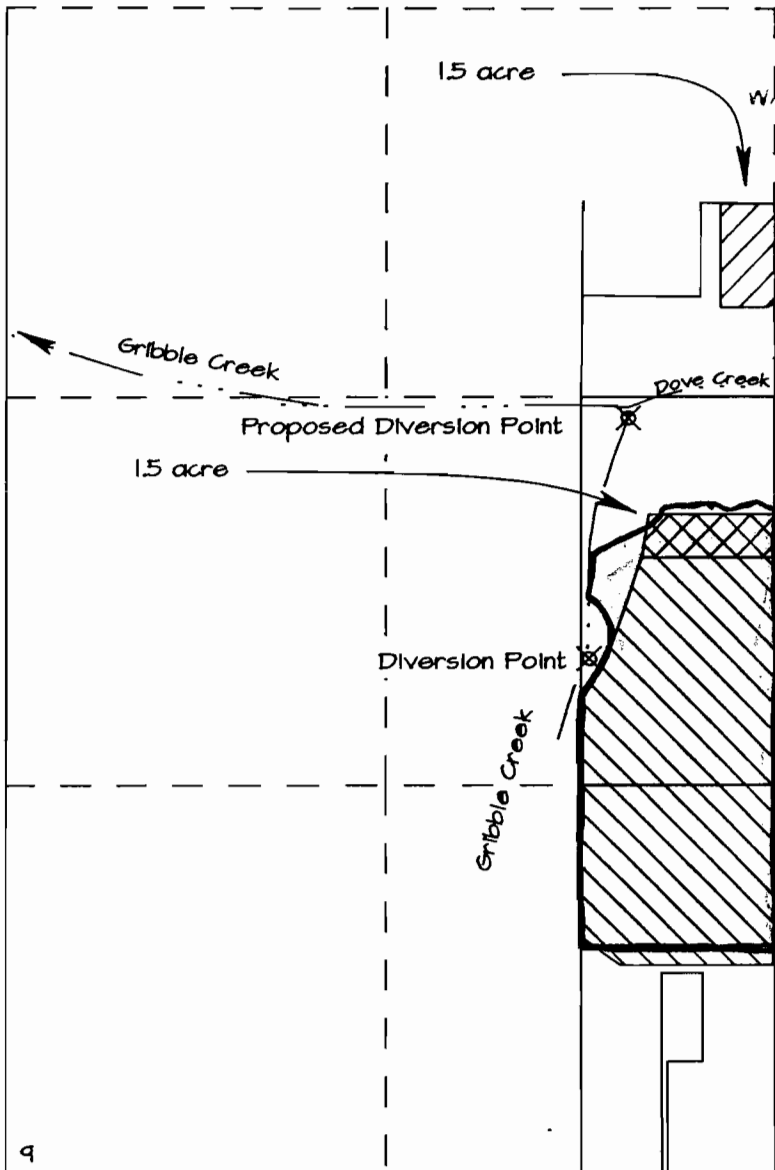 1.5 acre
W
Gribble Creek
Dove Creek
Proposed Diversion Point
1.5 acre
Diversion Point
Gribble Creek
9